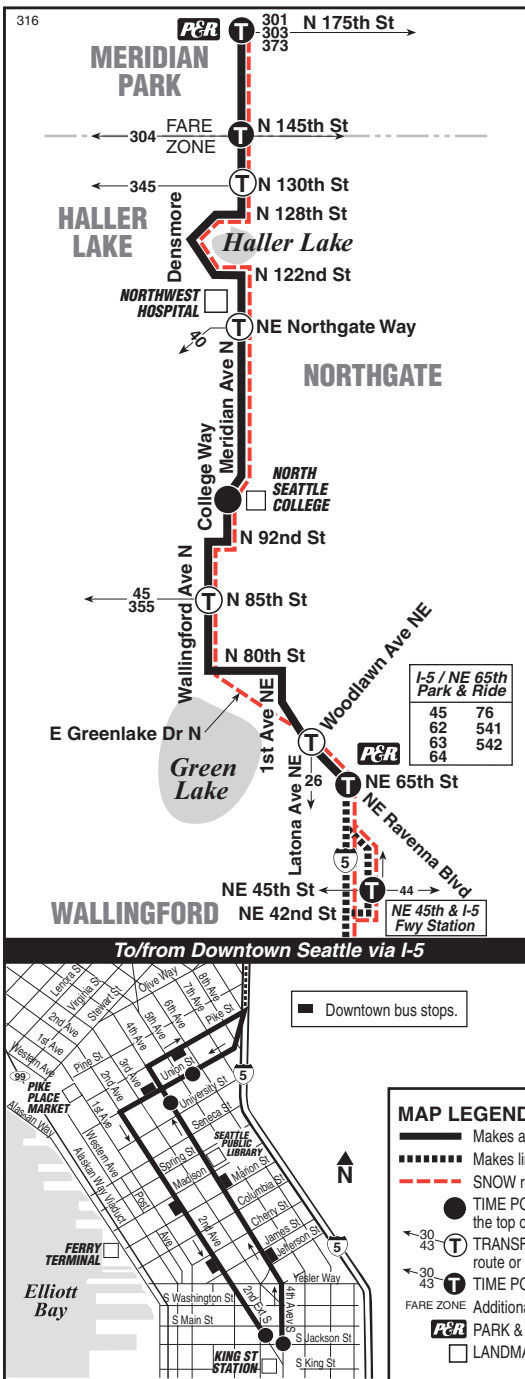 316
P&R
301
303
373
N 175th St
MERIDIAN
PARK
304
FARE
ZONE
N 145th St
345
N 130th St
HALLER
LAKE
Densmore
N 128th St
Haller Lake
N 122nd St
NORTHWEST
HOSPITAL
T
NE Northgate Way
40
NORTHGATE
Meridian Ave N
College Way
NORTH
SEATTLE
COLLEGE
N 92nd St
Wallingford Ave N
45
355
T
N 85th St
N 80th St
Woodlawn Ave NE
I-5 / NE 65th
Park & Ride
45 76
62 541
63 542
64
E Greenlake Dr N
1st Ave NE
T
P&R
Green
Lake
26
Latona Ave NE
T
NE 65th St
NE Ravenna Blvd
5
NE 45th St
T
44
WALLINGFORD
NE 42nd St
NE 45th & I-5
Fwy Station
To/from Downtown Seattle via I-5
Lenora St
Virginia St
Stewart St
Olive Way
8th Ave
7th Ave
6th Ave
5th Ave
4th Ave
3rd Ave
2nd Ave
1st Ave
Western Ave
Pike St
Pine St
Downtown bus stops.
99
PIKE
PLACE
MARKET
Union St
University St
5
2nd Ave
1st Ave
Seneca St
Alaskan Way
Western Ave
Alaskan Way Viaduct
SEATTLE
PUBLIC
LIBRARY
Spring St
Madison
Marion St
Columbia St
Cherry St
James St
Jefferson St
Post
Ave
2nd Ave
N
5
FERRY
TERMINAL
Yesler Way
Elliott
Bay
S Washington St
S Main St
2nd Ext S
4th Ave S
S Jackson St
KING ST
STATION
S King St
MAP LEGEND
Makes a
Makes li
SNOW r
TIME PO
the top o
30
43
T
TRANSF
route or
30
43
T
TIME PO
FARE ZONE Additiona
P&R PARK &
LANDMA